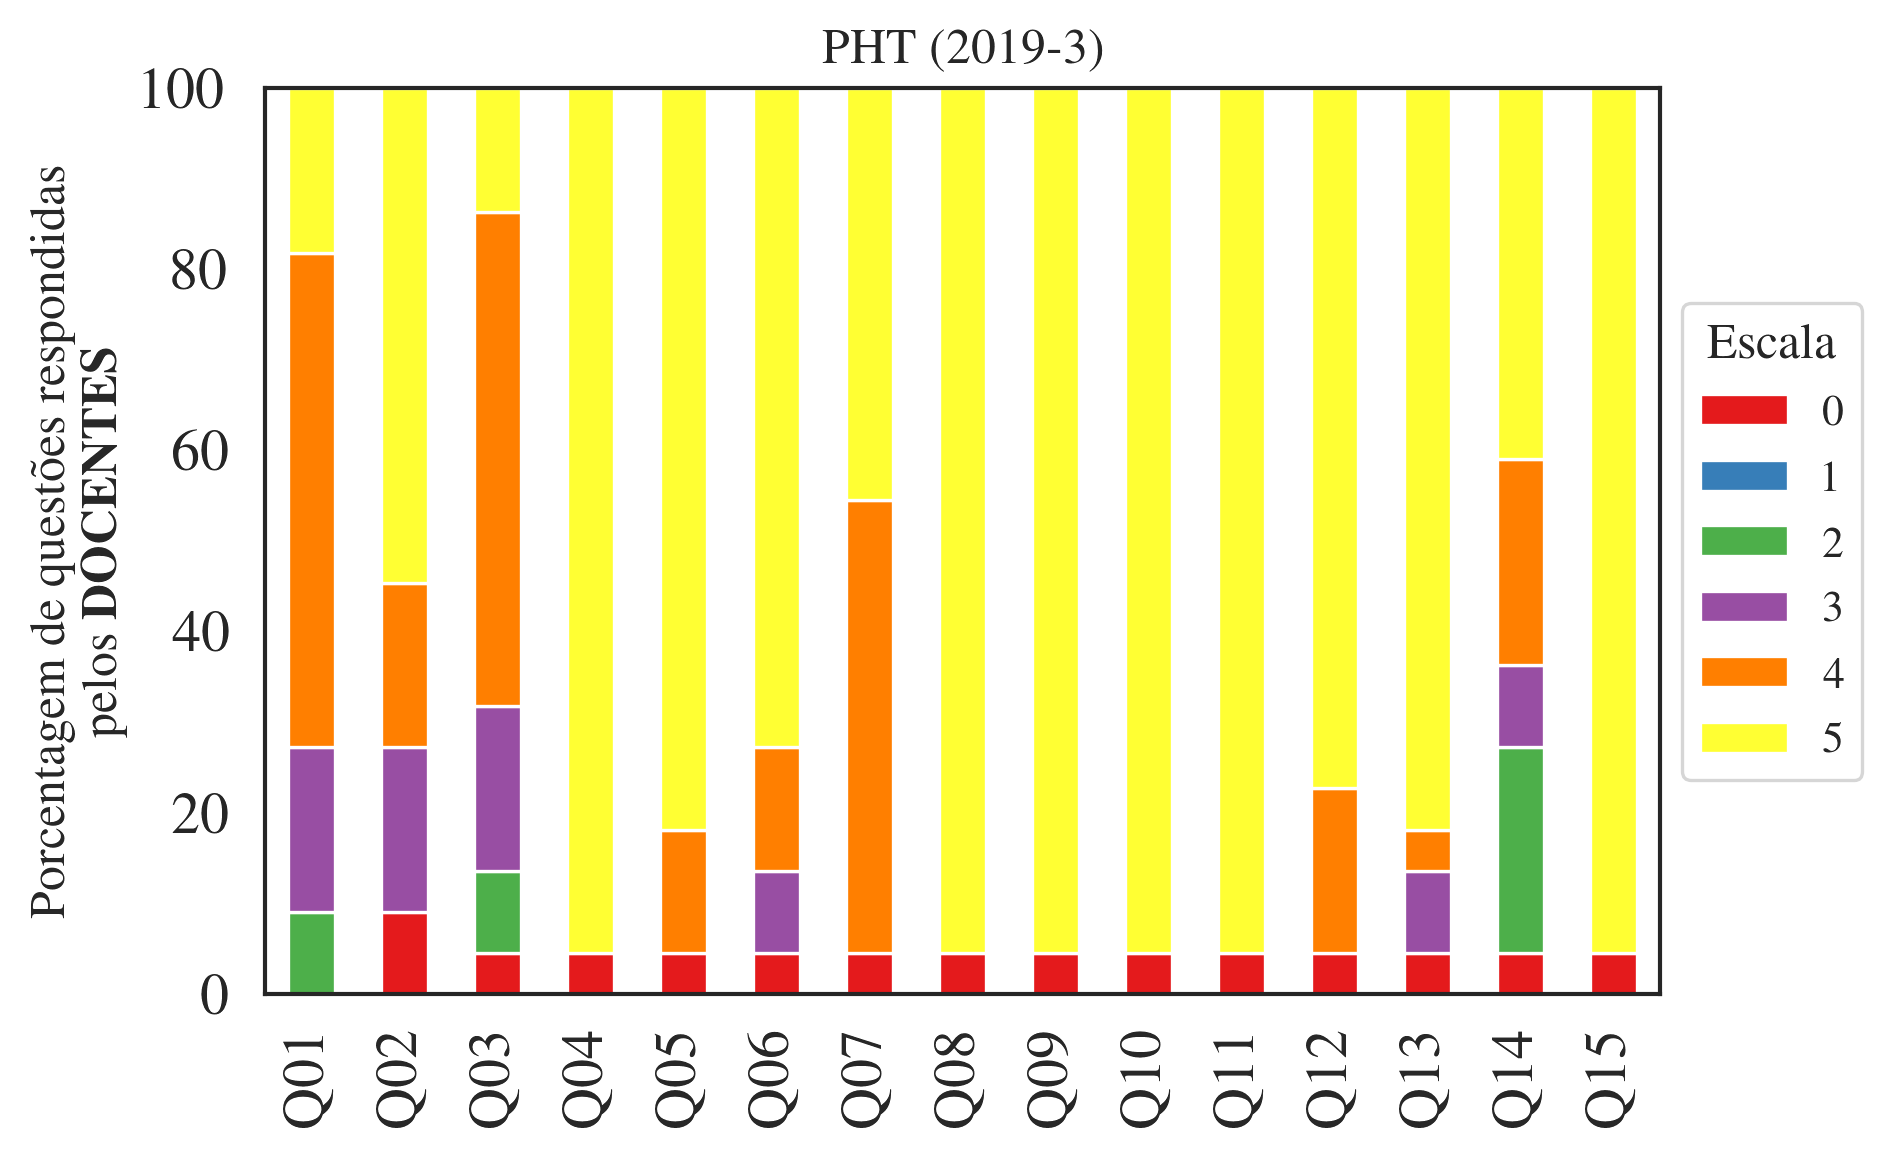 PHT (2019-3)
Porcentagem de questões respondidas
pelos DOCENTES
100
80
60
40
20
0
Q01
Q02
Q03
Q04
Q05
Q06
Q07
Q08
Q09
Q10
Q11
Q12
Q13
Q14
Q15
Escala
0
1
2
3
4
5